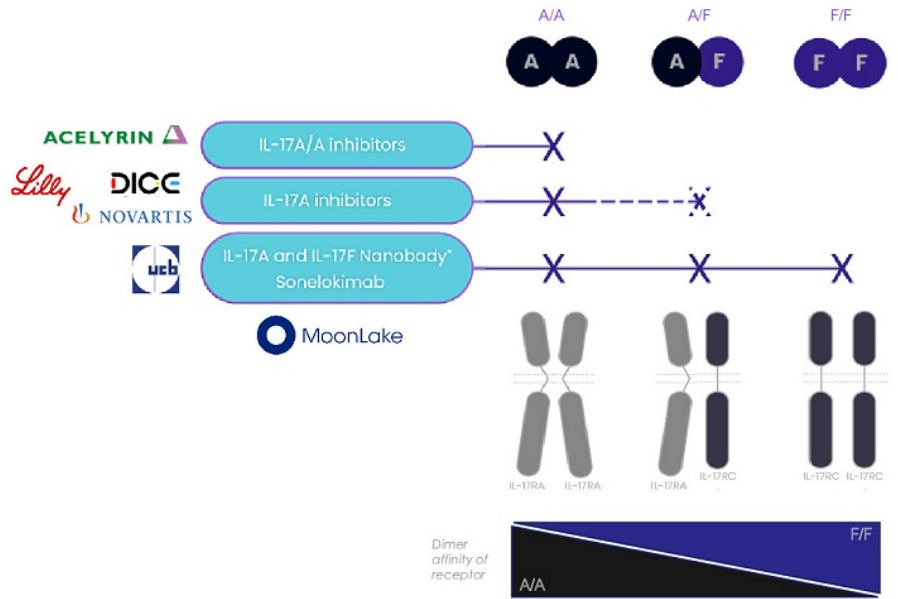 A/A A/F F/F
A A A F F F
ACELYRIN IL-17A/A inhibitors X
Lilly DICE
NOVARTIS IL-17A inhibitors X X
ucb IL-17A and IL-17F Nanobody® X X X
Sonelokimab
MoonLake
IL-17RA IL-17RA IL-17RA IL-17RC IL-17RC IL-17RC
Dimer
affinity of
receptor
F/F
A/A